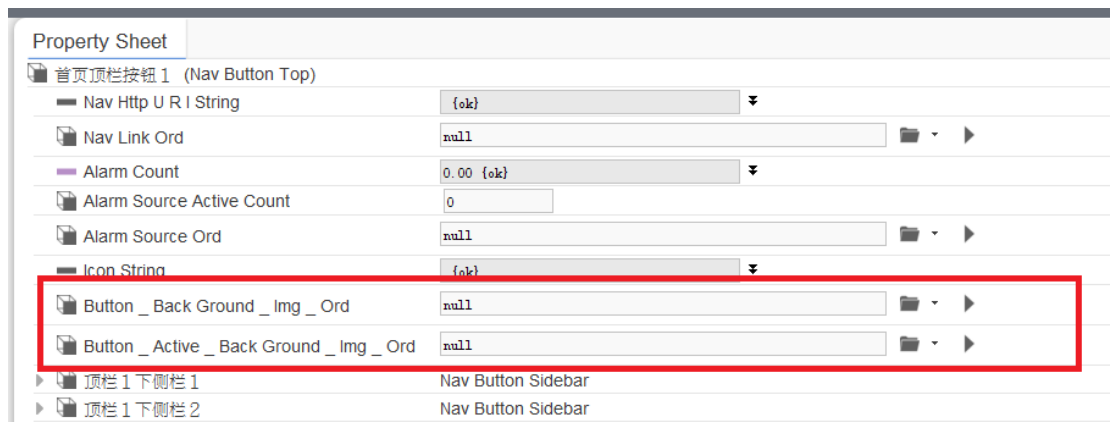 Property Sheet
首页顶栏按钮 1 (Nav Button Top)
Nav Http U R I String {ok}
Nav Link Ord null
Alarm Count 0.00 {ok}
Alarm Source Active Count 0
Alarm Source Ord null
Icon String {ok}
Button _ Back Ground _ Img _ Ord null
Button _ Active _ Back Ground _ Img _ Ord null
顶栏 1 下侧栏 1 Nav Button Sidebar
顶栏 1 下侧栏 2 Nav Button Sidebar